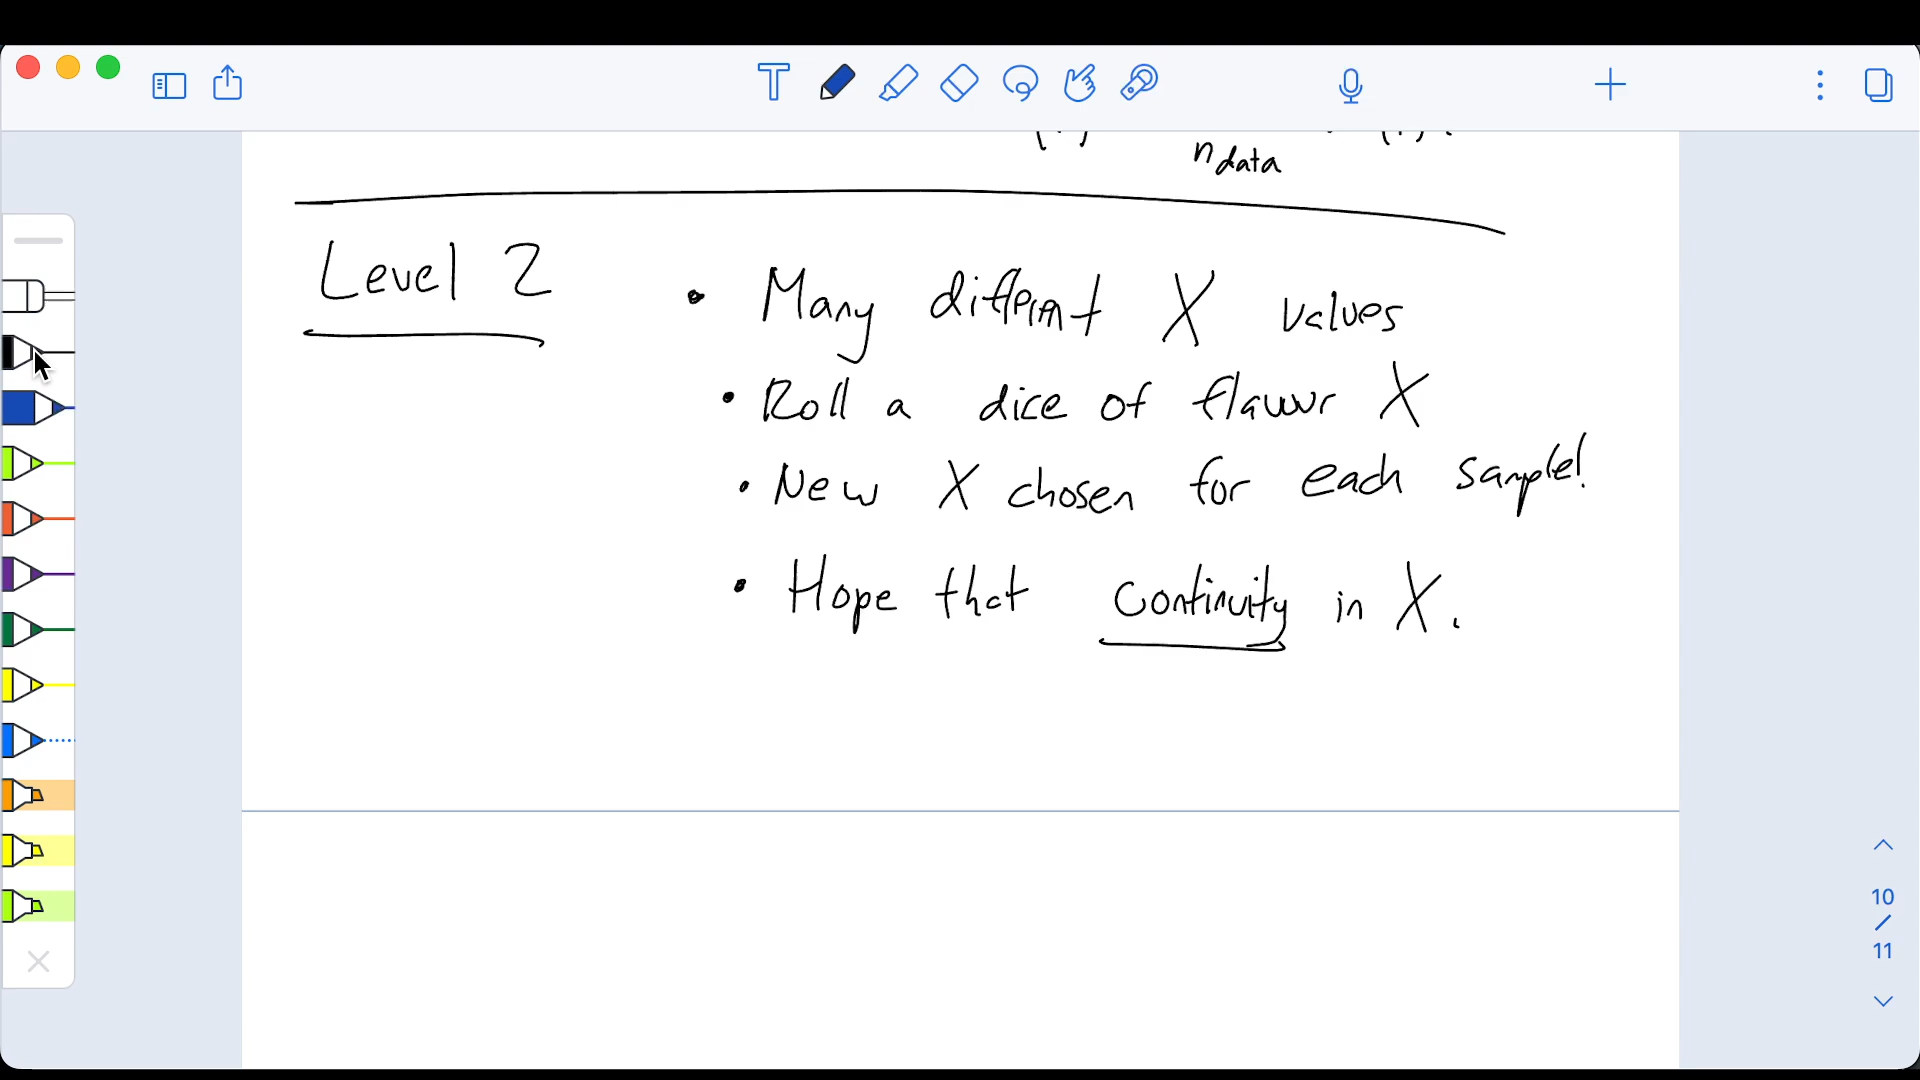 n data
Level 2
• Many different X values
• Roll a dice of flavour X
• New X chosen for each sample!
• Hope that continuity in X.
10
/
11